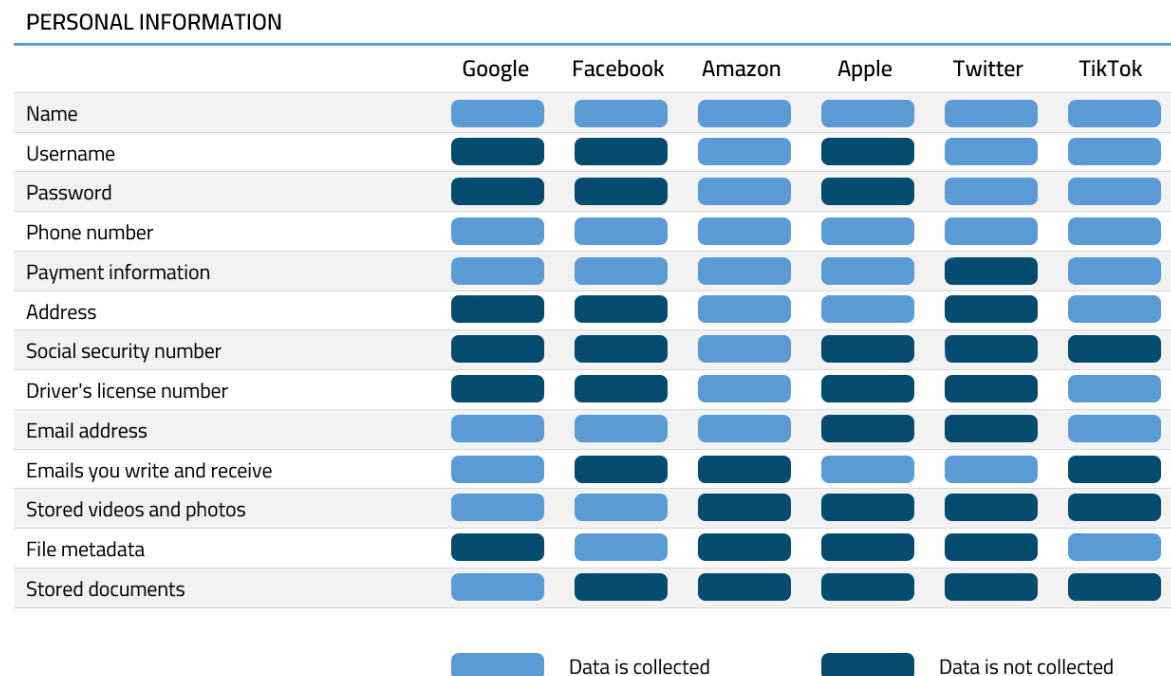 PERSONAL INFORMATION
Google Facebook Amazon Apple Twitter TikTok
Name
Username
Password
Phone number
Payment information
Address
Social security number
Driver's license number
Email address
Emails you write and receive
Stored videos and photos
File metadata
Stored documents
Data is collected Data is not collected